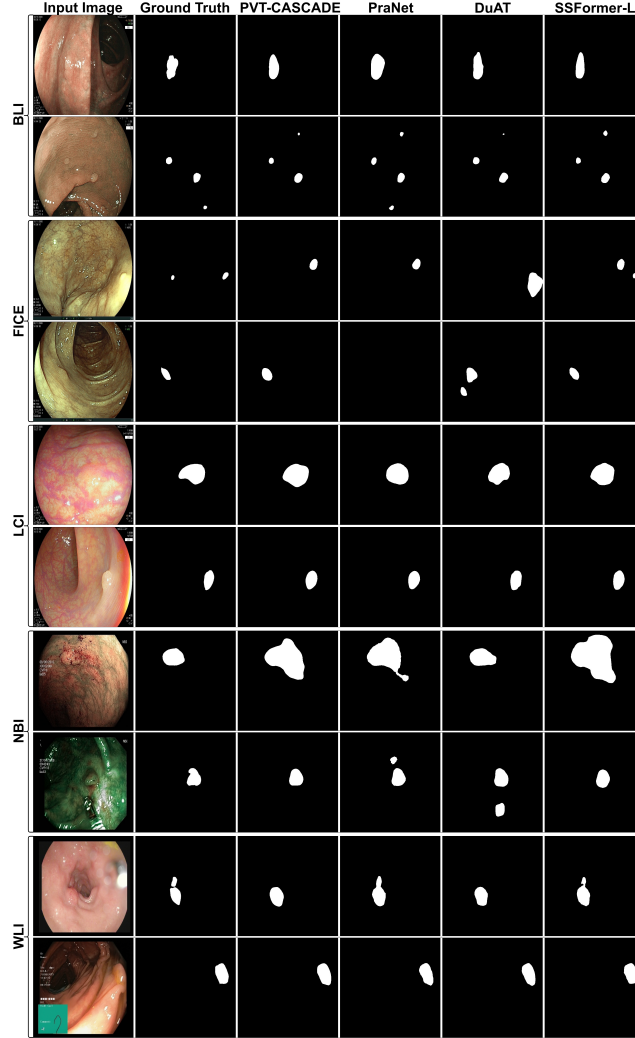 Input Image Ground Truth PVT-CASCADE PraNet DuAT SSFormer-L
BLI
FICE
LCI
NBI
WLI